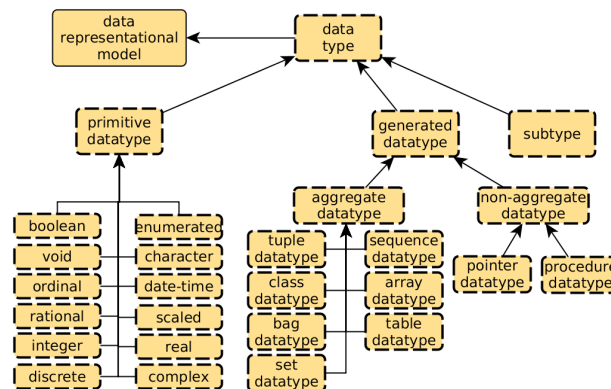 data
representational
model
data
type
primitive
datatype
generated
datatype
subtype
aggregate
datatype
non-aggregate
datatype
boolean
enumerated
void
character
ordinal
date-time
rational
scaled
integer
real
discrete
complex
tuple
datatype
sequence
datatype
class
datatype
array
datatype
bag
datatype
table
datatype
set
datatype
pointer
datatype
procedure
datatype